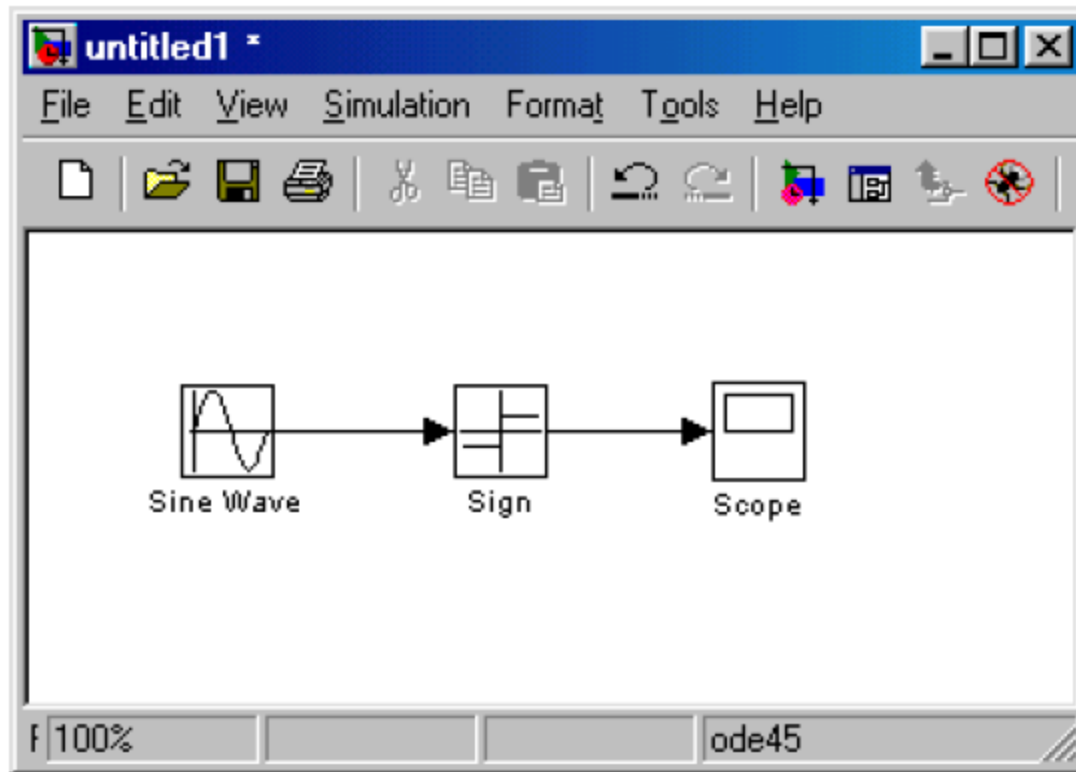 untitled1 *
File Edit View Simulation Format Tools Help
Sine Wave Sign Scope
100% ode45